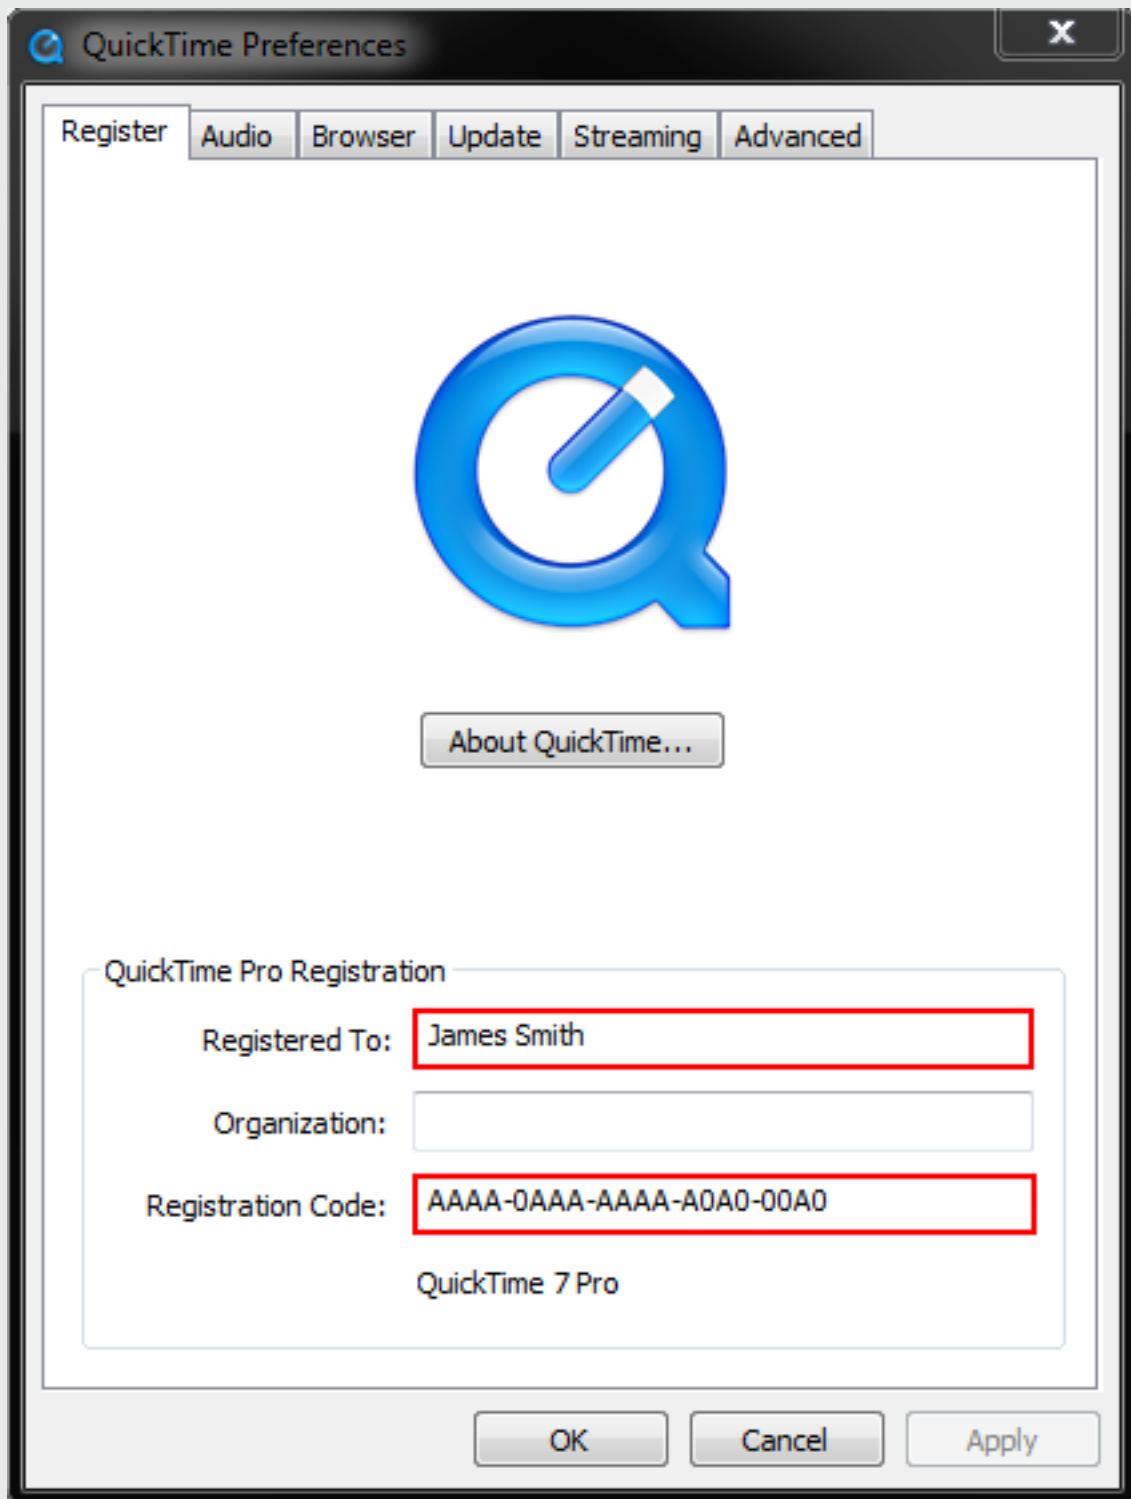 QuickTime Preferences
x
Register Audio Browser Update Streaming Advanced
About QuickTime...
QuickTime Pro Registration
Registered To: James Smith
Organization:
Registration Code: AAAA-0AAA-AAAA-A0A0-00A0
QuickTime 7 Pro
OK Cancel Apply